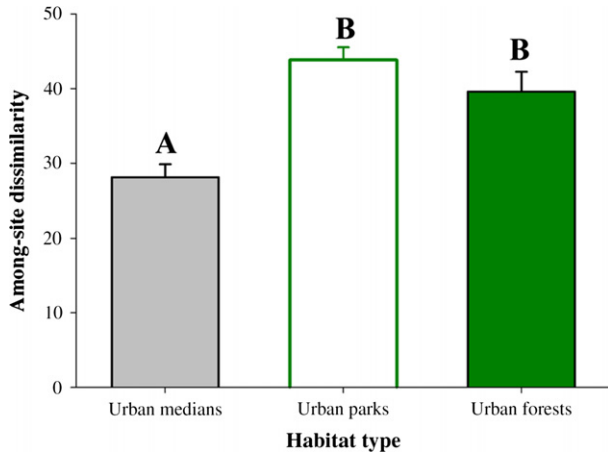 50
40
30
20
10
0
Among-site dissimilarity
A
B
B
Urban medians
Urban parks
Urban forests
Habitat type